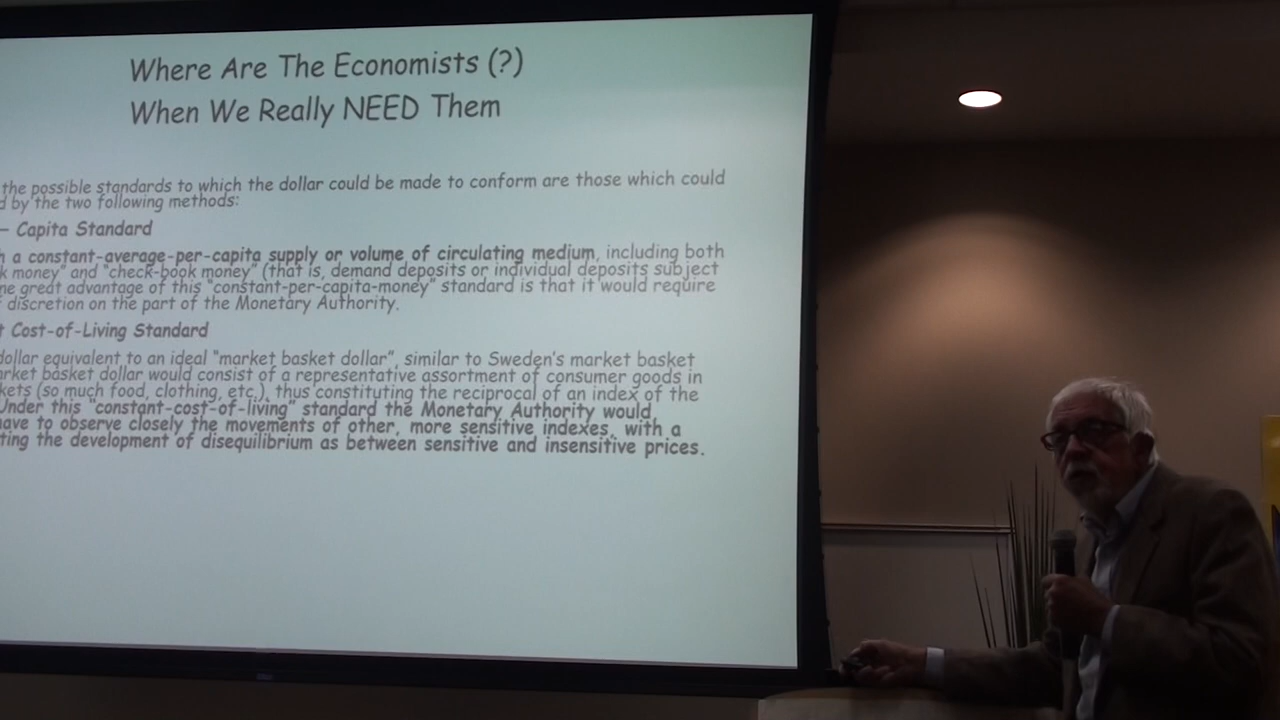 Where Are The Economists (?)
When We Really NEED Them
the possible standards to which the dollar could be made to conform are those which could
by the two following methods:
– Capita Standard
a constant-average-per-capita supply or volume of circulating medium, including both
money" and "check-book money" (that is, demand deposits or individual deposits subject
great advantage of this "constant-per-capita-money" standard is that it would require
discretion on the part of the Monetary Authority.
Cost-of-Living Standard
dollar equivalent to an ideal "market basket dollar", similar to Sweden's market basket
market basket dollar would consist of a representative assortment of consumer goods in
(so much food, clothing, etc.), thus constituting the reciprocal of an index of the
Under this "constant-cost-of-living" standard the Monetary Authority would,
have to observe closely the movements of other, more sensitive indexes, with a
the development of disequilibrium as between sensitive and insensitive prices.